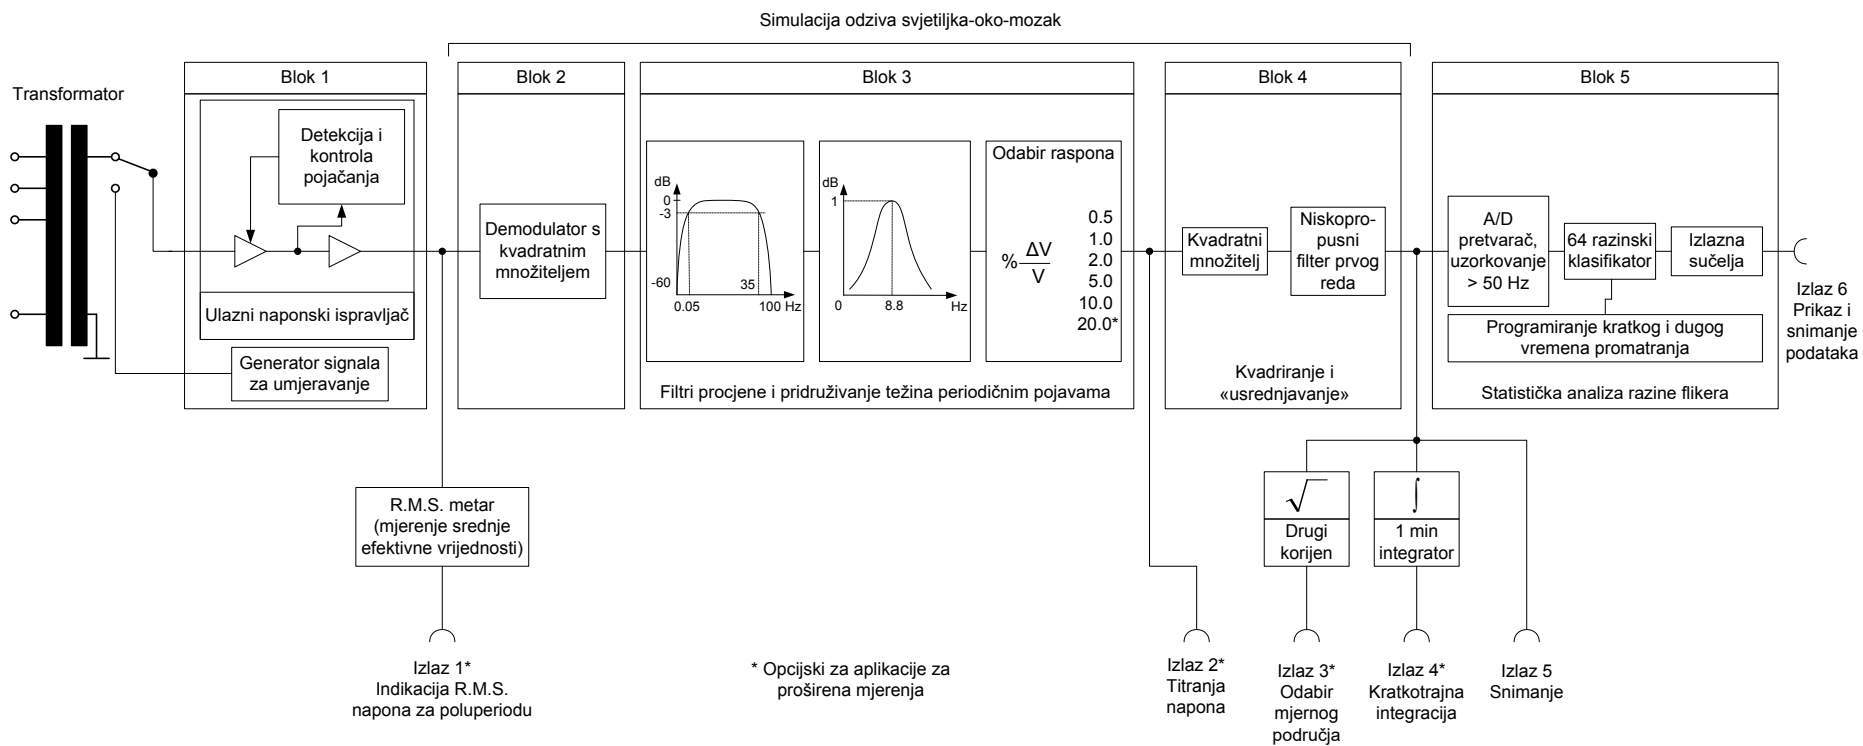 Simulacija odziva svjetiljka-oko-mozak
Transformator
Blok 1
Detekcija i
kontrola
pojačanja
Ulazni naponski ispravljač
Generator signala
za umjeravanje
Blok 2
Demodulator s
kvadratnim
množiteljem
Blok 3
dB
0
-3
-60
0.05
35
100 Hz
dB
1
0
8.8
Hz
Odabir raspona
% ΔV
V
0.5
1.0
2.0
5.0
10.0
20.0*
Filtri procjene i pridruživanje težina periodičnim pojavama
Blok 4
Kvadratni
množitelj
Niskopro-
pusni
filter prvog
reda
Kvadriranje i
«usrednjavanje»
Blok 5
A/D
pretvarač,
uzorkovanje
> 50 Hz
64 razinski
klasifikator
Izlazna
sučelja
Programiranje kratkog i dugog
vremena promatranja
Statistička analiza razine flikera
Izlaz 6
Prikaz i
snimanje
podataka
R.M.S. metar
(mjerenje srednje
efektivne vrijednosti)
√
Drugi
korijen
∫
1 min
integrator
Izlaz 1*
Indikacija R.M.S.
napona za poluperiodu
* Opcijski za aplikacije za
proširena mjerenja
Izlaz 2*
Titranja
napona
Izlaz 3*
Odabir
mjernog
područja
Izlaz 4*
Kratkotrajna
integracija
Izlaz 5
Snimanje